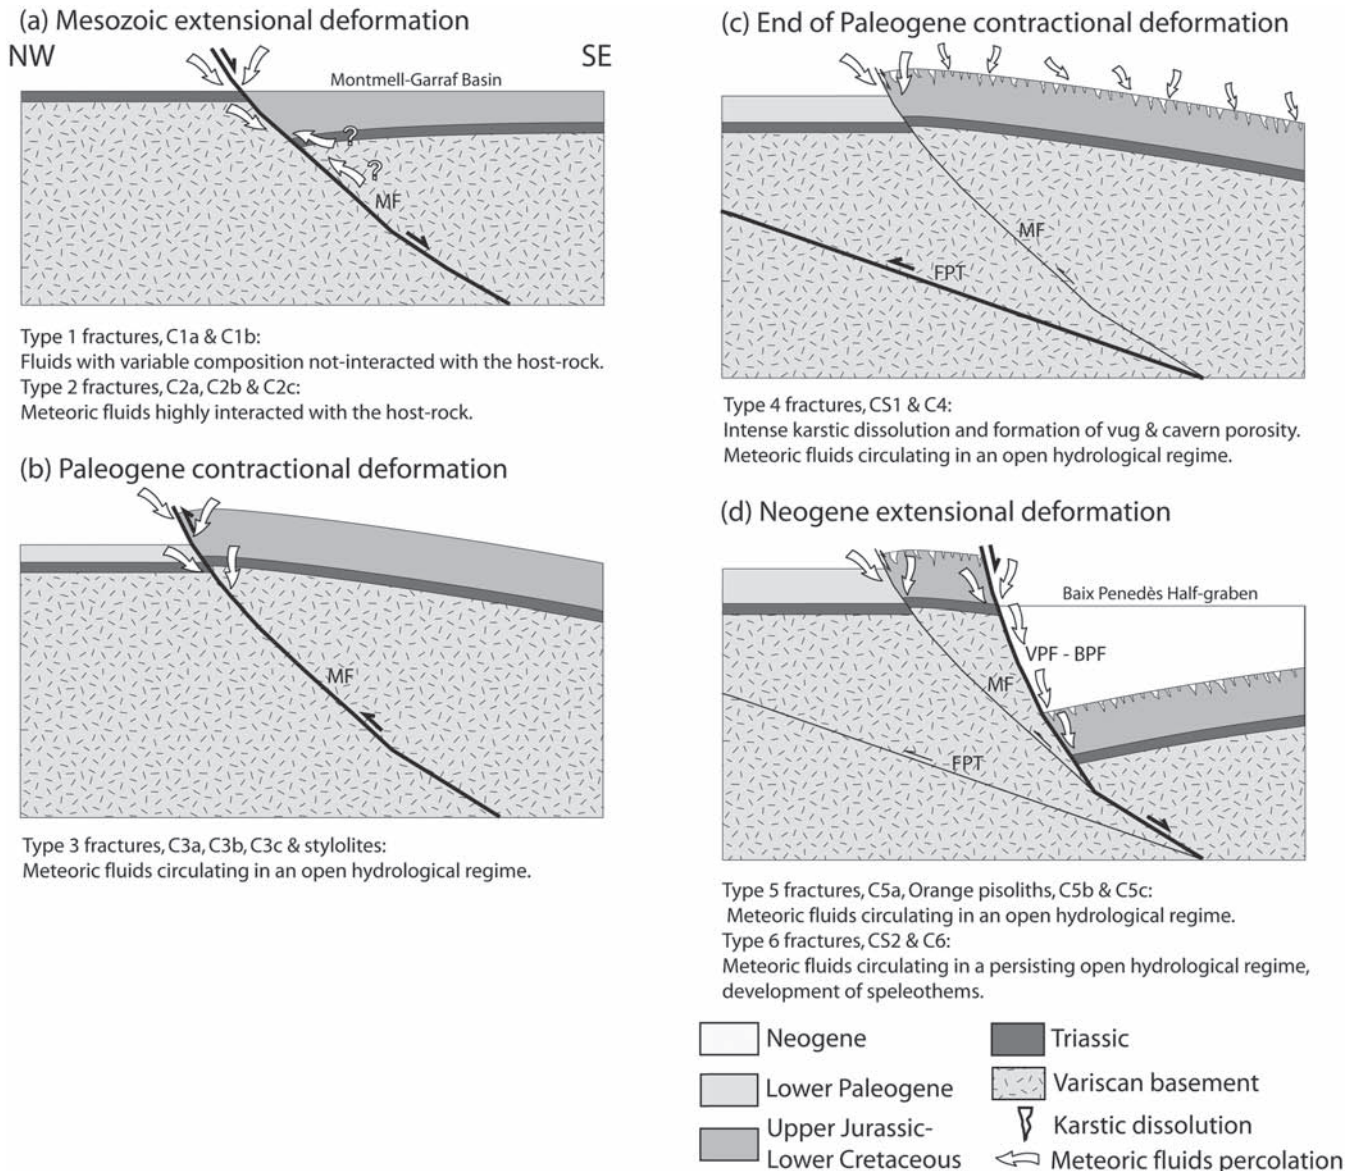 (a) Mesozoic extensional deformation
NW
SE
Montmell-Garraf Basin
?
?
MF
Type 1 fractures, C1a & C1b:
Fluids with variable composition not-interacted with the host-rock.
Type 2 fractures, C2a, C2b & C2c:
Meteoric fluids highly interacted with the host-rock.
(b) Paleogene contractional deformation
MF
Type 3 fractures, C3a, C3b, C3c & stylolites:
Meteoric fluids circulating in an open hydrological regime.
(c) End of Paleogene contractional deformation
MF
FPT
Type 4 fractures, CS1 & C4:
Intense karstic dissolution and formation of vug & cavern porosity.
Meteoric fluids circulating in an open hydrological regime.
(d) Neogene extensional deformation
Baix Penedès Half-graben
VPF - BPF
MF
FPT
Type 5 fractures, C5a, Orange pisoliths, C5b & C5c:
Meteoric fluids circulating in an open hydrological regime.
Type 6 fractures, CS2 & C6:
Meteoric fluids circulating in a persisting open hydrological regime,
development of speleothems.
Neogene
Lower Paleogene
Upper Jurassic-
Lower Cretaceous
Triassic
Variscan basement
Karstic dissolution
Meteoric fluids percolation